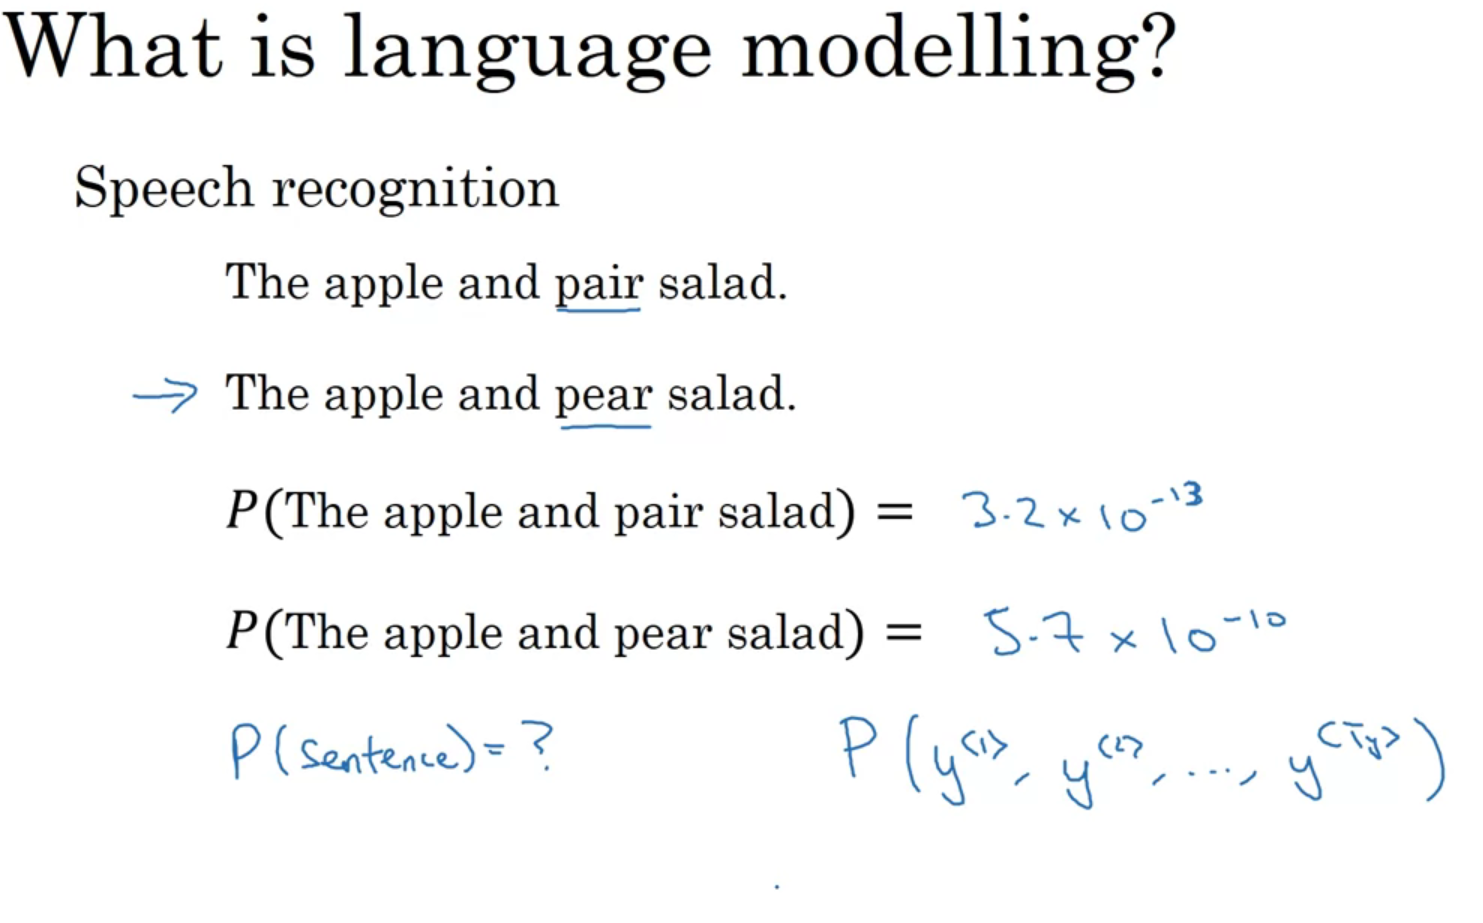 What is language modelling?
Speech recognition
The apple and pair salad.
→ The apple and pear salad.
P(The apple and pair salad) = 3.2 × 10⁻¹³
P(The apple and pear salad) = 5.7 × 10⁻¹⁰
P(sentence) = ? P(y^<1>, y^<2>, ..., y^<Ty>)